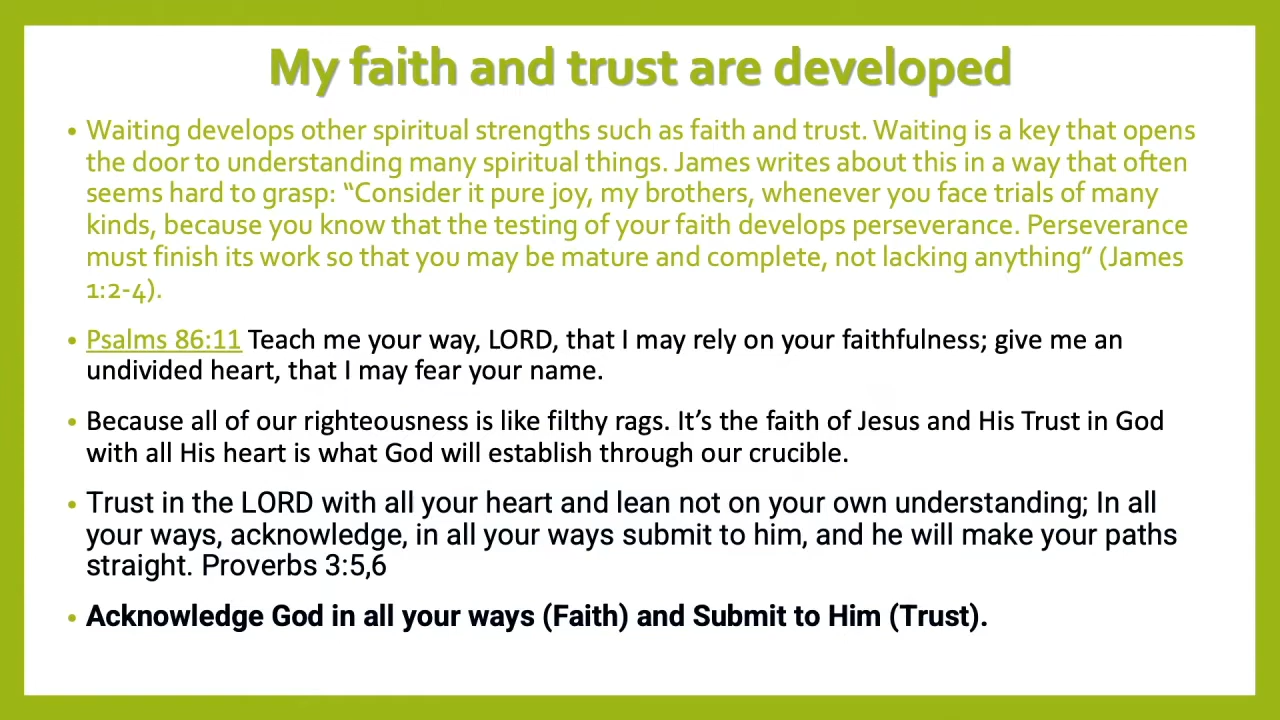 My faith and trust are developed
• Waiting develops other spiritual strengths such as faith and trust. Waiting is a key that opens
the door to understanding many spiritual things. James writes about this in a way that often
seems hard to grasp: “Consider it pure joy, my brothers, whenever you face trials of many
kinds, because you know that the testing of your faith develops perseverance. Perseverance
must finish its work so that you may be mature and complete, not lacking anything” (James
1:2-4).
• Psalms 86:11 Teach me your way, LORD, that I may rely on your faithfulness; give me an
undivided heart, that I may fear your name.
• Because all of our righteousness is like filthy rags. It’s the faith of Jesus and His Trust in God
with all His heart is what God will establish through our crucible.
• Trust in the LORD with all your heart and lean not on your own understanding; In all
your ways, acknowledge, in all your ways submit to him, and he will make your paths
straight. Proverbs 3:5,6
• Acknowledge God in all your ways (Faith) and Submit to Him (Trust).